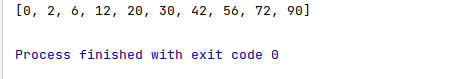 [0, 2, 6, 12, 20, 30, 42, 56, 72, 90]
Process finished with exit code 0